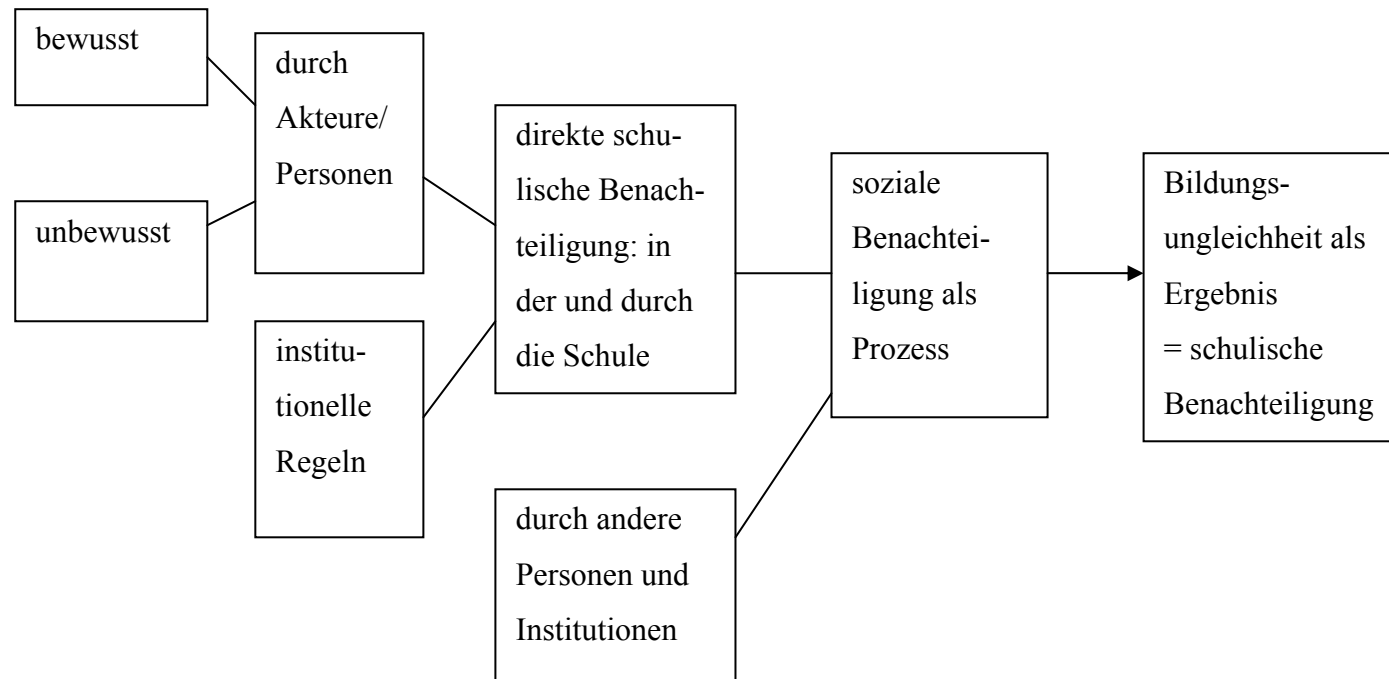 bewusst
unbewusst
durch
Akteure/
Personen
institu-
tionelle
Regeln
direkte schu-
lische Benach-
teiligung: in
der und durch
die Schule
durch andere
Personen und
Institutionen
soziale
Benachtei-
ligung als
Prozess
Bildungs-
ungleichheit als
Ergebnis
= schulische
Benachteiligung